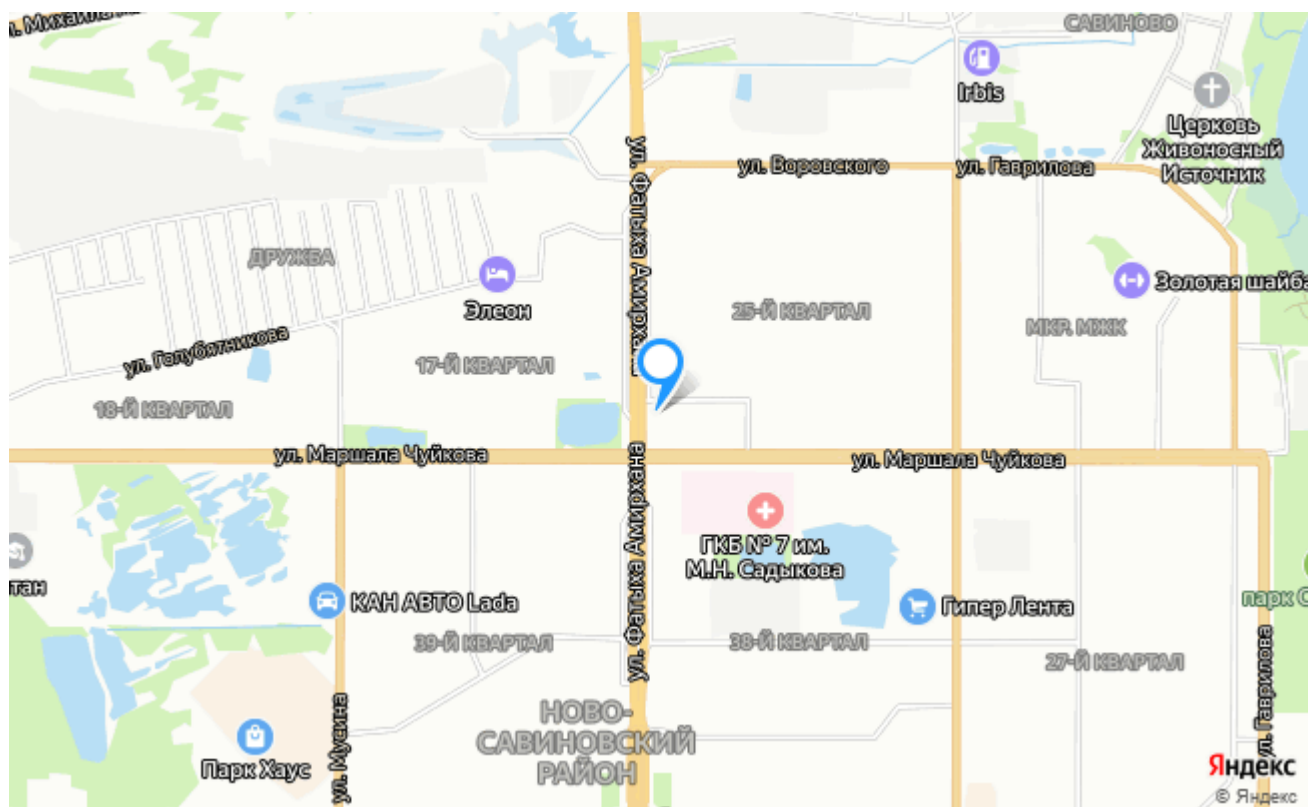 л. Михаила
САВИНОВО
Irbis
Церковь
Живоносный
Источник
ул. Воровского
ул. Гаврилова
ул. Фатыха Амирхана
ДРУЖБА
Элеон
Золотая шайба
25-Й КВАРТАЛ
МКР. МЖК
ул. Голубятникова
17-Й КВАРТАЛ
18-Й КВАРТАЛ
ул. Маршала Чуйкова
ул. Маршала Чуйкова
ул. Фатыха Амирхана
ГКБ № 7 им.
М.Н. Садыкова
тан
КАН АВТО Lada
Гипер Лента
парк С
39-Й КВАРТАЛ
38-Й КВАРТАЛ
27-Й КВАРТАЛ
ул. Гаврилова
ул. Мусина
НОВО-
САВИНОВСКИЙ
РАЙОН
Парк Хаус
Яндекс
© Яндекс